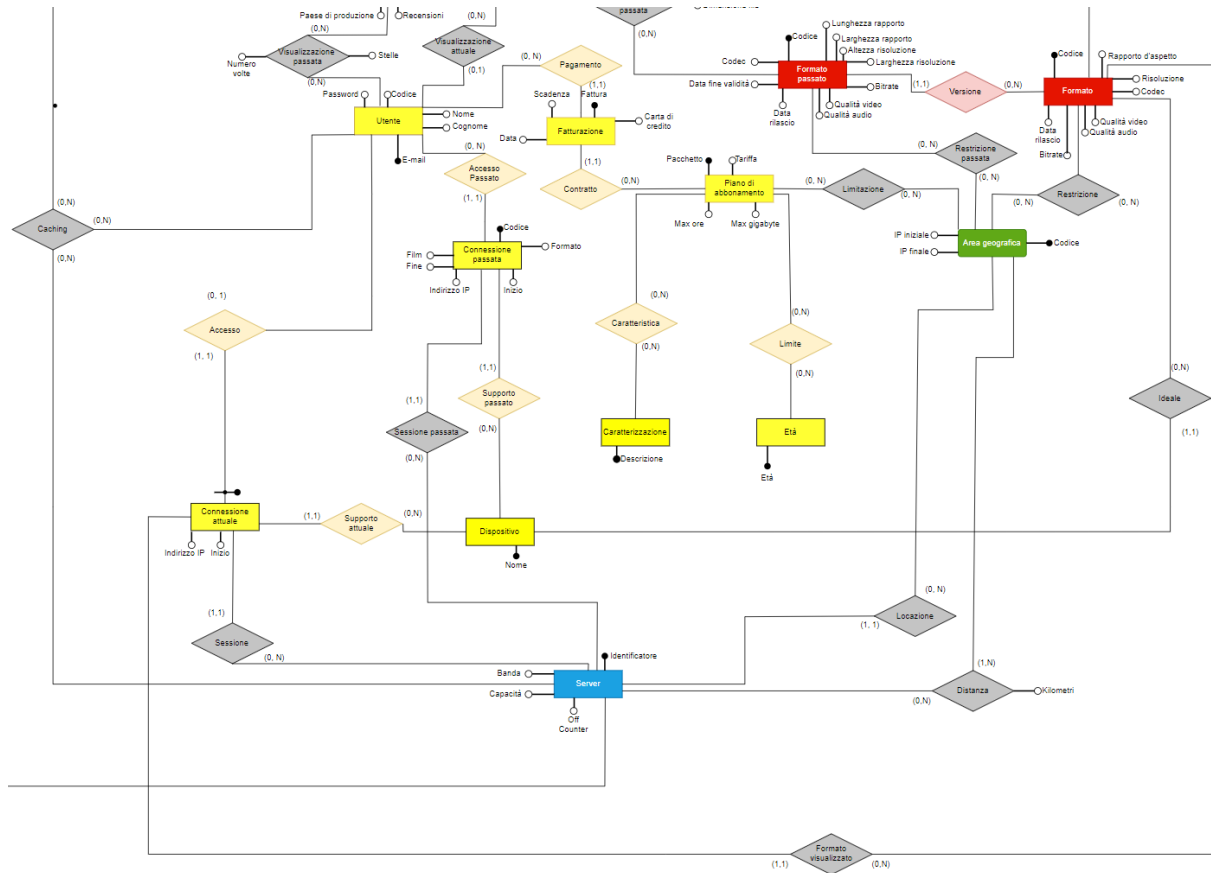 Paese di produzione
Recensioni
(0,N)
(0,N)
Visualizzazione
passata
Numero
volte
Stelle
(0,N)
Visualizzazione
attuale
(0,1)
(0, N)
Pagamento
(1,1)
Password
Codice
Nome
Cognome
Utente
E-mail
(0, N)
Scadenza
Fattura
Carta di
credito
Data
Fatturazione
(1,1)
Contratto
(0, N)
passata
(0,N)
Codice
Codec
Data fine validità
Formato
passato
Lunghezza rapporto
Larghezza rapporto
Altezza risoluzione
Larghezza risoluzione
Bitrate
Qualità video
Qualità audio
Data
rilascio
(1,1)
Versione
(0,N)
Codice
Rapporto d'aspetto
Risoluzione
Codec
Formato
Qualità video
Qualità audio
Data
rilascio
Bitrate
(0, N)
Restrizione
passata
(0, N)
(0, N)
Restrizione
(0, N)
(0, N)
Accesso
Passato
(1, 1)
Pacchetto
Tariffa
Piano di
abbonamento
Max ore
Max gigabyte
(0, N)
Limitazione
(0, N)
IP iniziale
IP finale
Area geografica
Codice
(0,N)
Caching
(0,N)
(0,N)
Codice
Formato
Film
Fine
Connessione
passata
Indirizzo IP
Inizio
(0, 1)
Accesso
(1, 1)
(0,N)
Caratteristica
(0,N)
(0,N)
Limite
(0,N)
(1,1)
Supporto
passato
(0,N)
(1,1)
Sessione passata
(0,N)
(0,N)
Ideale
(1,1)
Caratterizzazione
Descrizione
Etá
Etá
Connessione
attuale
Indirizzo IP
Inizio
(1,1)
Supporto
attuale
(0,N)
Dispositivo
Nome
(1,1)
Sessione
(0, N)
(0, N)
Locazione
(1, 1)
Identificatore
Banda
Capacità
Server
Off
Counter
(1,N)
Distanza
(0,N)
Kilometri
Formato
visualizzato
(1,1)
(0,N)